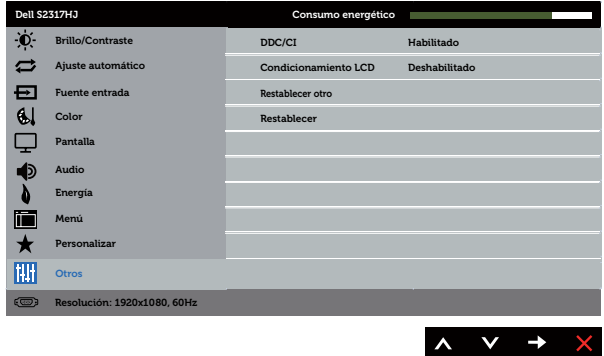 Dell S2317HJ Consumo energético
Brillo/Contraste DDC/CI Habilitado
Ajuste automático Condicionamiento LCD Deshabilitado
Fuente entrada Restablecer otro
Color Restablecer
Pantalla
Audio
Energía
Menú
Personalizar
Otros
Resolución: 1920x1080, 60Hz